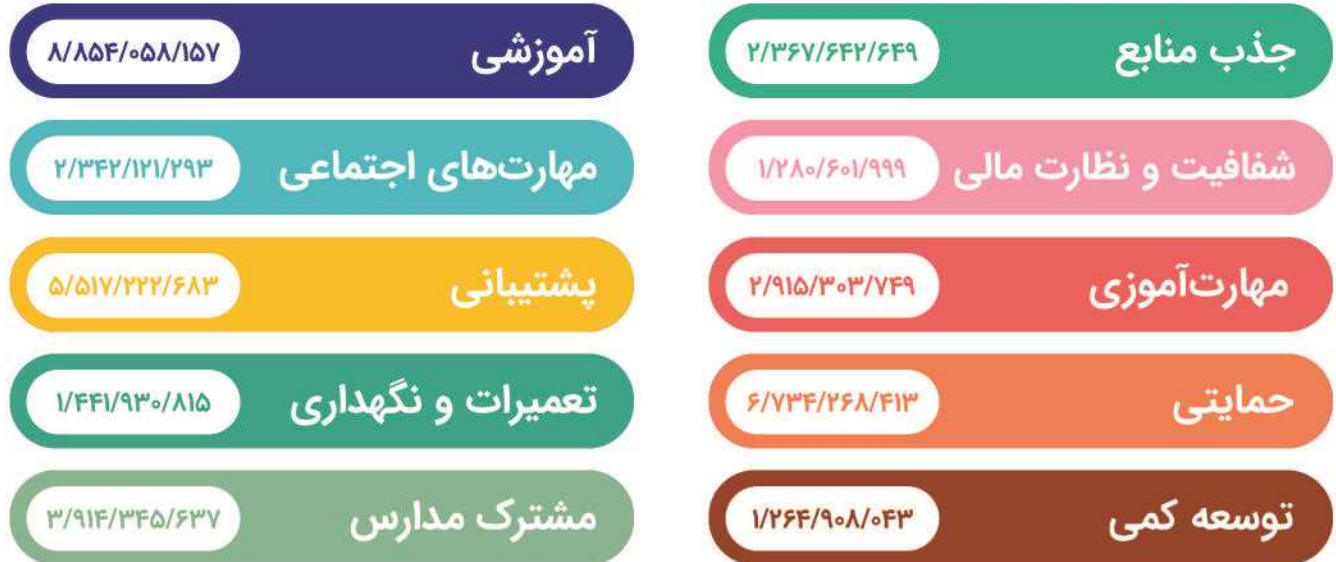 جذب منابع ۲/۳۶۷/۶۴۲/۶۴۹
آموزشی ۸/۸۵۴/۰۵۸/۱۵۷
شفافیت و نظارت مالی ۱/۲۸۰/۶۰۱/۹۹۹
مهارت‌های اجتماعی ۲/۳۴۲/۱۲۱/۲۹۳
مهارت‌آموزی ۲/۹۱۵/۳۰۳/۷۴۹
پشتیبانی ۵/۵۱۷/۲۲۲/۶۸۳
حمایتی ۶/۷۳۴/۲۶۸/۴۱۳
تعمیرات و نگهداری ۱/۴۴۱/۹۳۰/۸۱۵
توسعه کمی ۱/۲۶۴/۹۰۸/۰۴۳
مشترک مدارس ۳/۹۱۴/۳۴۵/۶۳۷